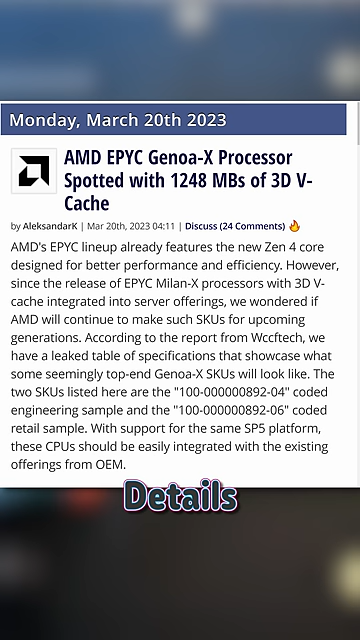 Monday, March 20th 2023
AMD EPYC Genoa-X Processor
Spotted with 1248 MBs of 3D V-
Cache
by AleksandarK | Mar 20th, 2023 04:11 | Discuss (24 Comments)
AMD's EPYC lineup already features the new Zen 4 core
designed for better performance and efficiency. However,
since the release of EPYC Milan-X processors with 3D V-
cache integrated into server offerings, we wondered if
AMD will continue to make such SKUs for upcoming
generations. According to the report from Wccftech, we
have a leaked table of specifications that showcase what
some seemingly top-end Genoa-X SKUs will look like. The
two SKUs listed here are the "100-000000892-04" coded
engineering sample and the "100-000000892-06" coded
retail sample. With support for the same SP5 platform,
these CPUs should be easily integrated with the existing
offerings from OEM.
Details